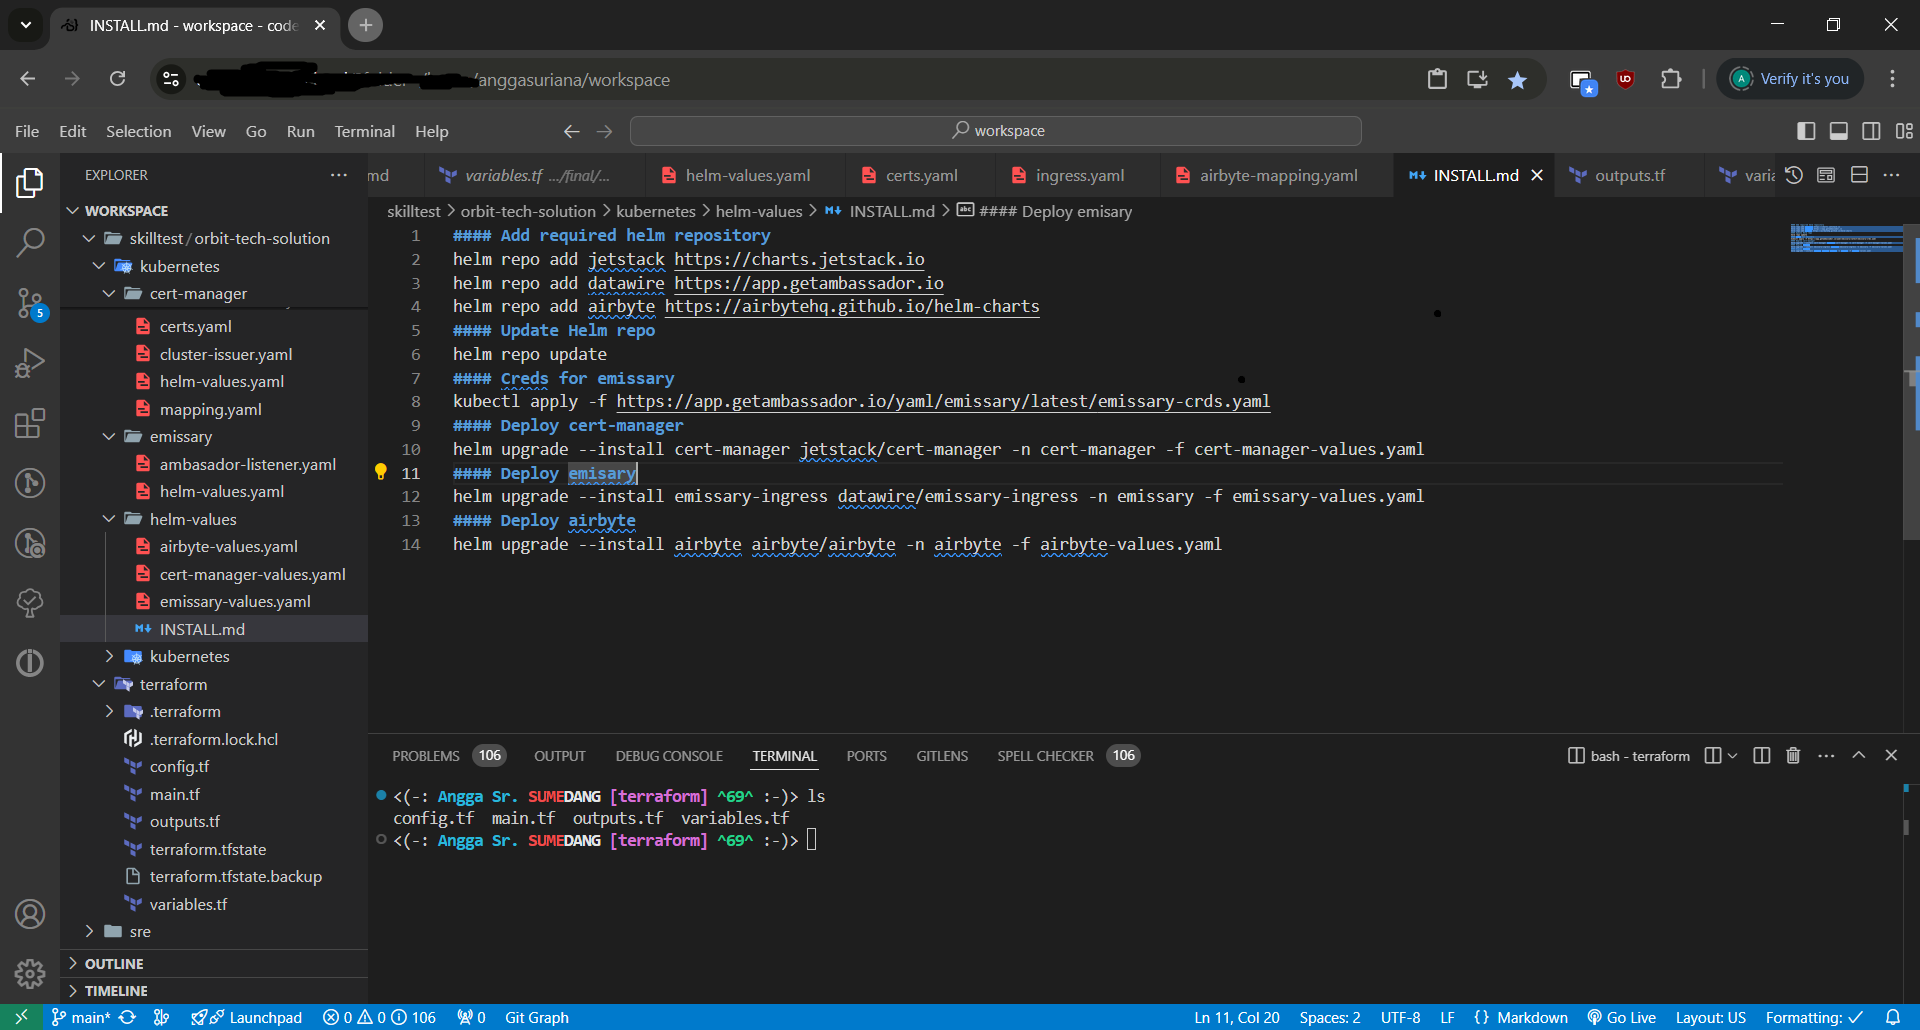 INSTALL.md - workspace - code
/anggasuriana/workspace
Verify it's you
File Edit Selection View Go Run Terminal Help
workspace
EXPLORER
md
variables.tf .../final/...
helm-values.yaml
certs.yaml
ingress.yaml
airbyte-mapping.yaml
INSTALL.md
outputs.tf
varia
skilltest > orbit-tech-solution > kubernetes > helm-values > INSTALL.md > #### Deploy emisary
WORKSPACE
skilltest / orbit-tech-solution
kubernetes
cert-manager
certs.yaml
cluster-issuer.yaml
helm-values.yaml
mapping.yaml
emissary
ambasador-listener.yaml
helm-values.yaml
helm-values
airbyte-values.yaml
cert-manager-values.yaml
emissary-values.yaml
INSTALL.md
kubernetes
terraform
.terraform
.terraform.lock.hcl
config.tf
main.tf
outputs.tf
terraform.tfstate
terraform.tfstate.backup
variables.tf
sre
OUTLINE
TIMELINE
5
1 #### Add required helm repository
2 helm repo add jetstack https://charts.jetstack.io
3 helm repo add datawire https://app.getambassador.io
4 helm repo add airbyte https://airbytehq.github.io/helm-charts
5 #### Update Helm repo
6 helm repo update
7 #### Creds for emissary
8 kubectl apply -f https://app.getambassador.io/yaml/emissary/latest/emissary-crds.yaml
9 #### Deploy cert-manager
10 helm upgrade --install cert-manager jetstack/cert-manager -n cert-manager -f cert-manager-values.yaml
11 #### Deploy emisary
12 helm upgrade --install emissary-ingress datawire/emissary-ingress -n emissary -f emissary-values.yaml
13 #### Deploy airbyte
14 helm upgrade --install airbyte airbyte/airbyte -n airbyte -f airbyte-values.yaml
PROBLEMS 106 OUTPUT DEBUG CONSOLE TERMINAL PORTS GITLENS SPELL CHECKER 106
bash - terraform
<(-: Angga Sr. SUMEDANG [terraform] ^69^ :-)> ls
config.tf main.tf outputs.tf variables.tf
<(-: Angga Sr. SUMEDANG [terraform] ^69^ :-)>
main* Launchpad 0 0 106 0 Git Graph
Ln 11, Col 20 Spaces: 2 UTF-8 LF {} Markdown Go Live Layout: US Formatting: ✓